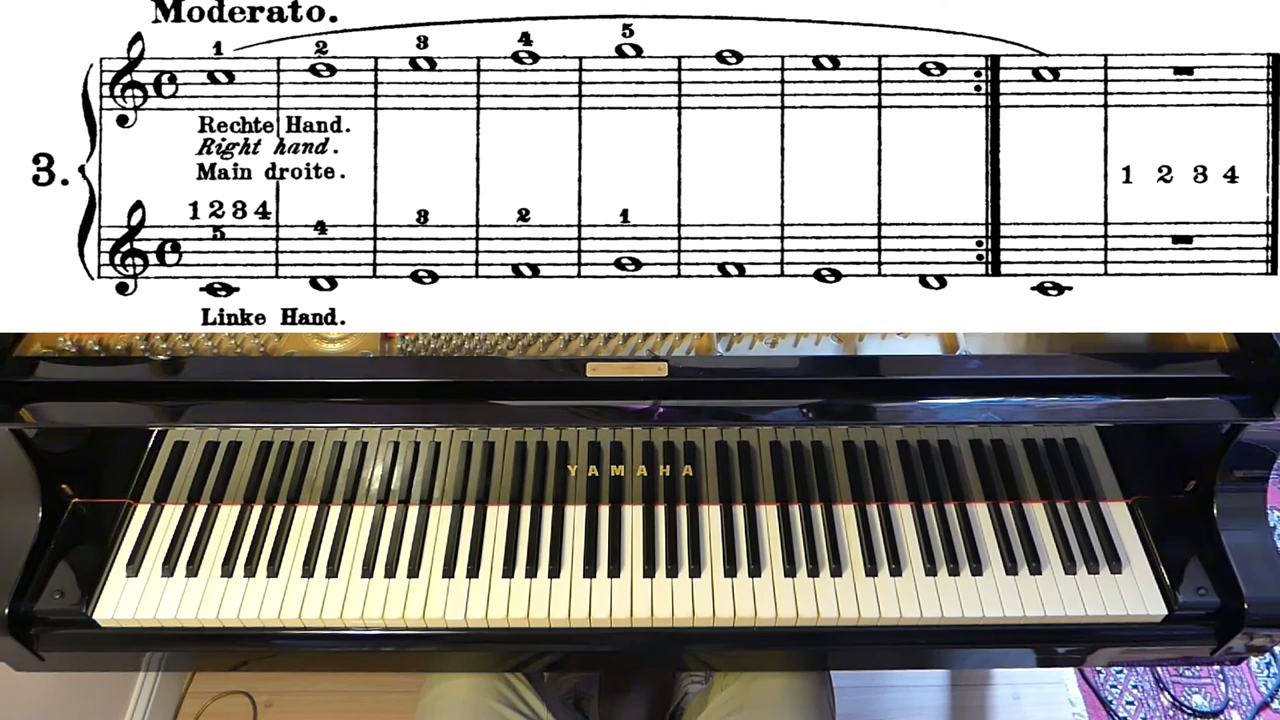 Moderato.
1 2 3 4 5
Rechte Hand.
Right hand.
3.
Main droite.
1 2 3 4
1 2 3 4
5 4 3 2 1
Linke Hand.
YAMAHA